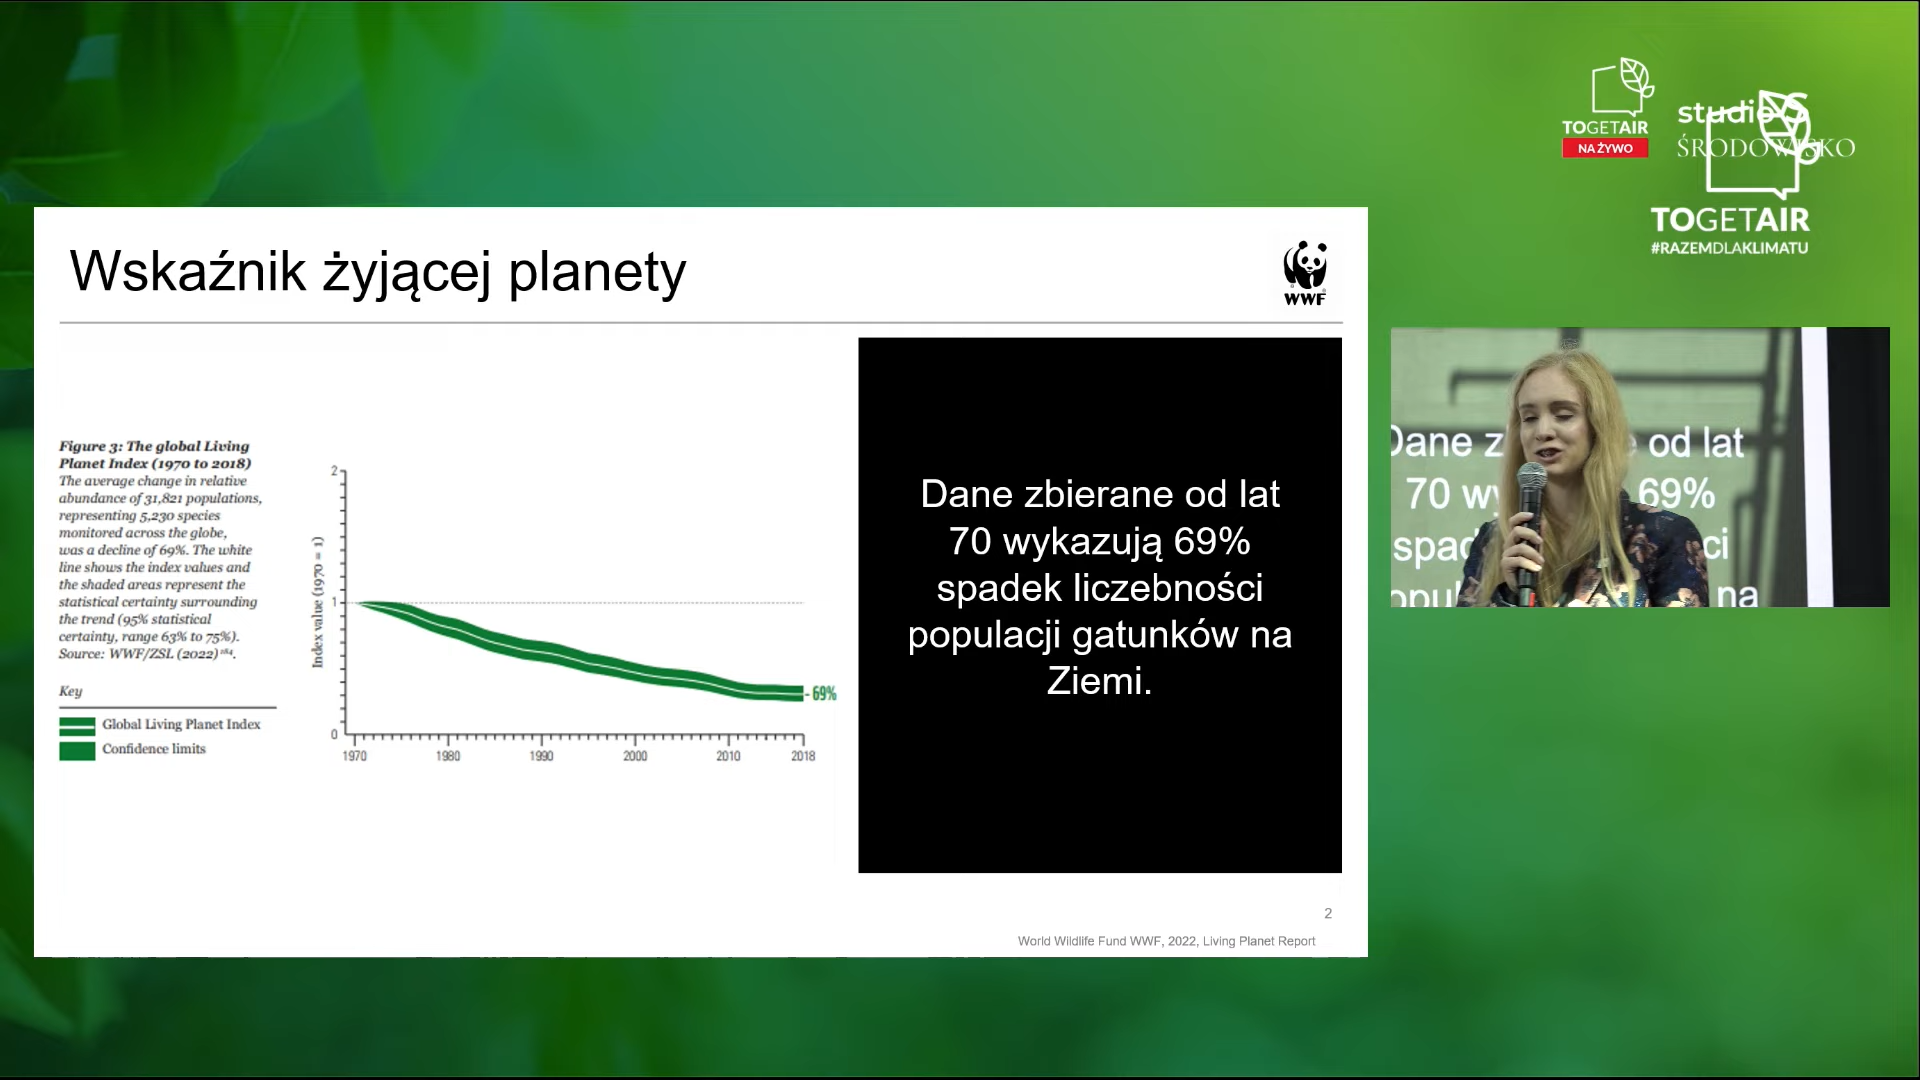 TOGETAIR
NA ŻYWO
studio S
ŚRODOWISKO
TOGETAIR
#RAZEMDLAKLIMATU
Wskaźnik żyjącej planety
WWF
Figure 3: The global Living
Planet Index (1970 to 2018)
The average change in relative
abundance of 31,821 populations,
representing 5,230 species
monitored across the globe,
was a decline of 69%. The white
line shows the index values and
the shaded areas represent the
statistical certainty surrounding
the trend (95% statistical
certainty, range 63% to 75%).
Source: WWF/ZSL (2022)¹⁸⁴.
Key
Global Living Planet Index
Confidence limits
Index value (1970 = 1)
2
1
0
1970 1980 1990 2000 2010 2018
- 69%
Dane zbierane od lat
70 wykazują 69%
spadek liczebności
populacji gatunków na
Ziemi.
Dane z od lat
70 wy 69%
spad ci
popul na
2
World Wildlife Fund WWF, 2022, Living Planet Report